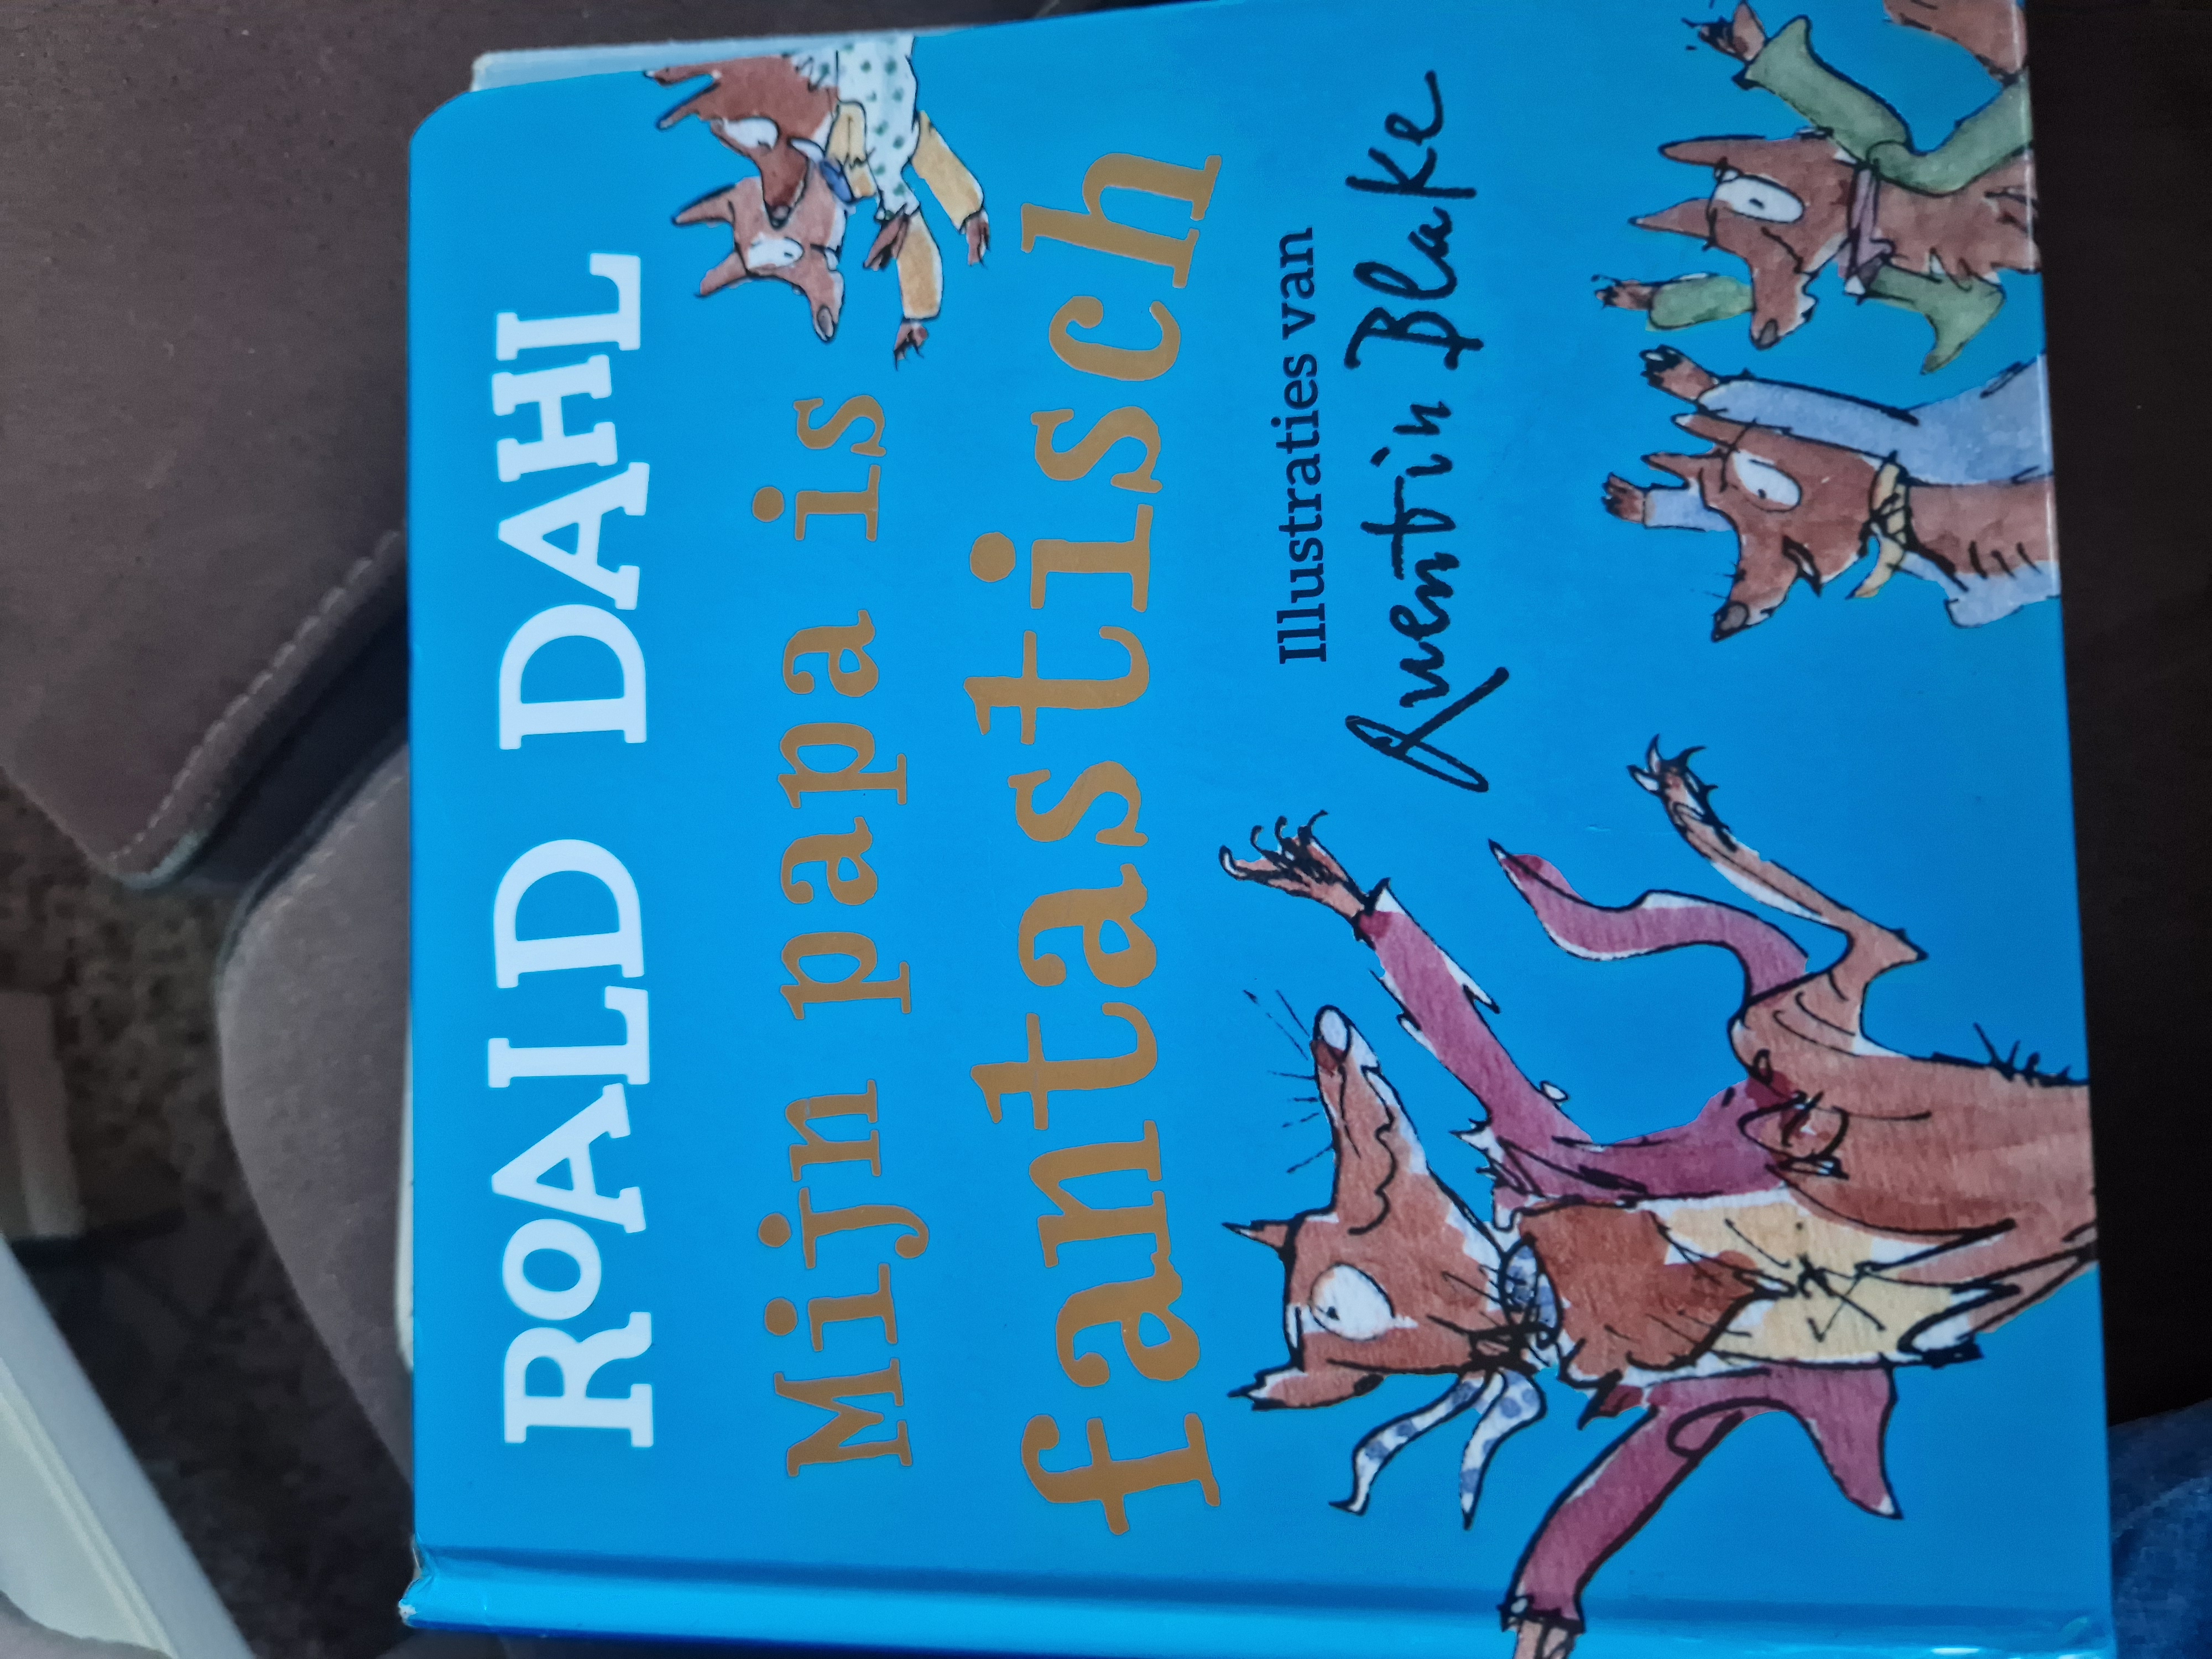 ROALD DAHL
Mijn papa is
fantastisch
Illustraties van
Quentin Blake